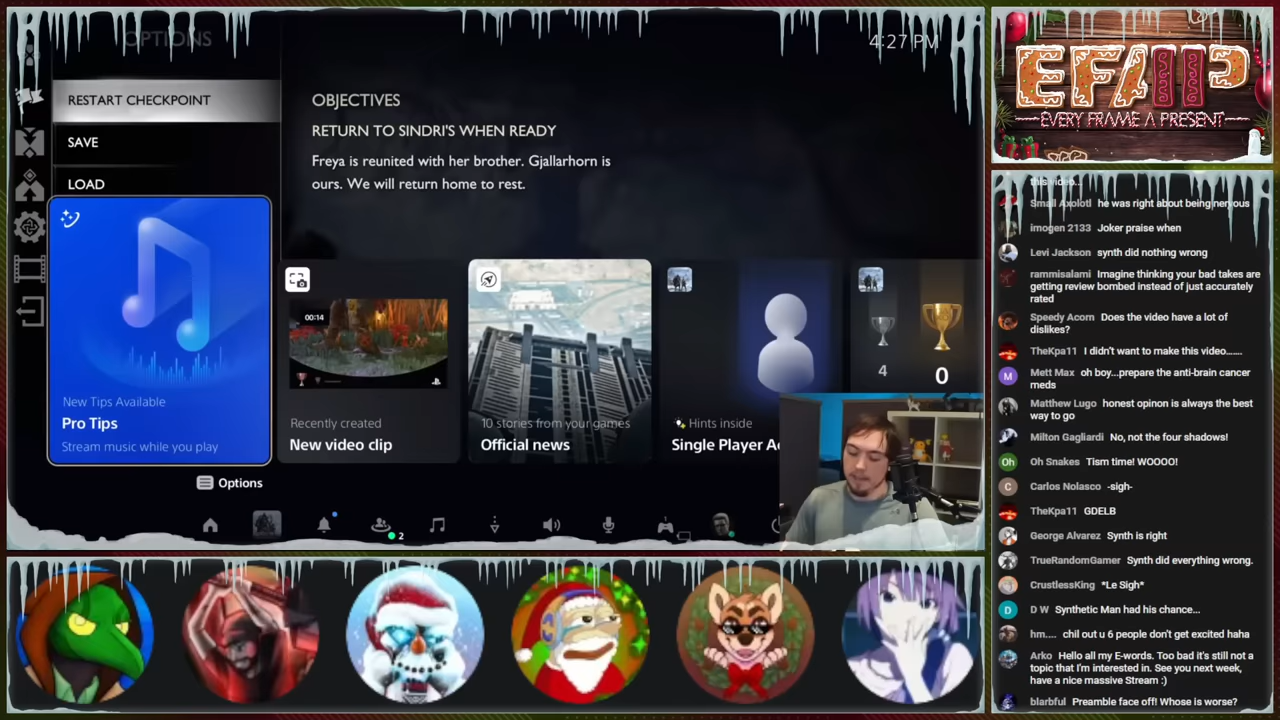 OPTIONS
4:27 PM
RESTART CHECKPOINT
SAVE
LOAD
OBJECTIVES
RETURN TO SINDRI'S WHEN READY
Freya is reunited with her brother. Gjallarhorn is
ours. We will return home to rest.
New Tips Available
Pro Tips
Stream music while you play
00:14
Recently created
New video clip
10 stories from your games
Official news
Hints inside
Single Player Ac
4
0
Options
2
EFAP
EVERY FRAME A PRESENT
this video...
Small Axolotl he was right about being nervous
imogen 2133 Joker praise when
Levi Jackson synth did nothing wrong
rammisalami Imagine thinking your bad takes are
getting review bombed instead of just accurately
rated
Speedy Acorn Does the video have a lot of
dislikes?
TheKpa11 I didn't want to make this video.......
M
Mett Max oh boy...prepare the anti-brain cancer
meds
Matthew Lugo honest opinon is always the best
way to go
Milton Gagliardi No, not the four shadows!
Oh
Oh Snakes Tism time! WOOOO!
C
Carlos Nolasco -sigh-
TheKpa11 GDELB
George Alvarez Synth is right
TrueRandomGamer Synth did everything wrong.
CrustlessKing *Le Sigh*
D
D W Synthetic Man had his chance...
hm.... chil out u 6 people don't get excited haha
Arko Hello all my E-words. Too bad it's still not a
topic that I'm interested in. See you next week,
have a nice massive Stream :)
blarbful Preamble face off! Whose is worse?